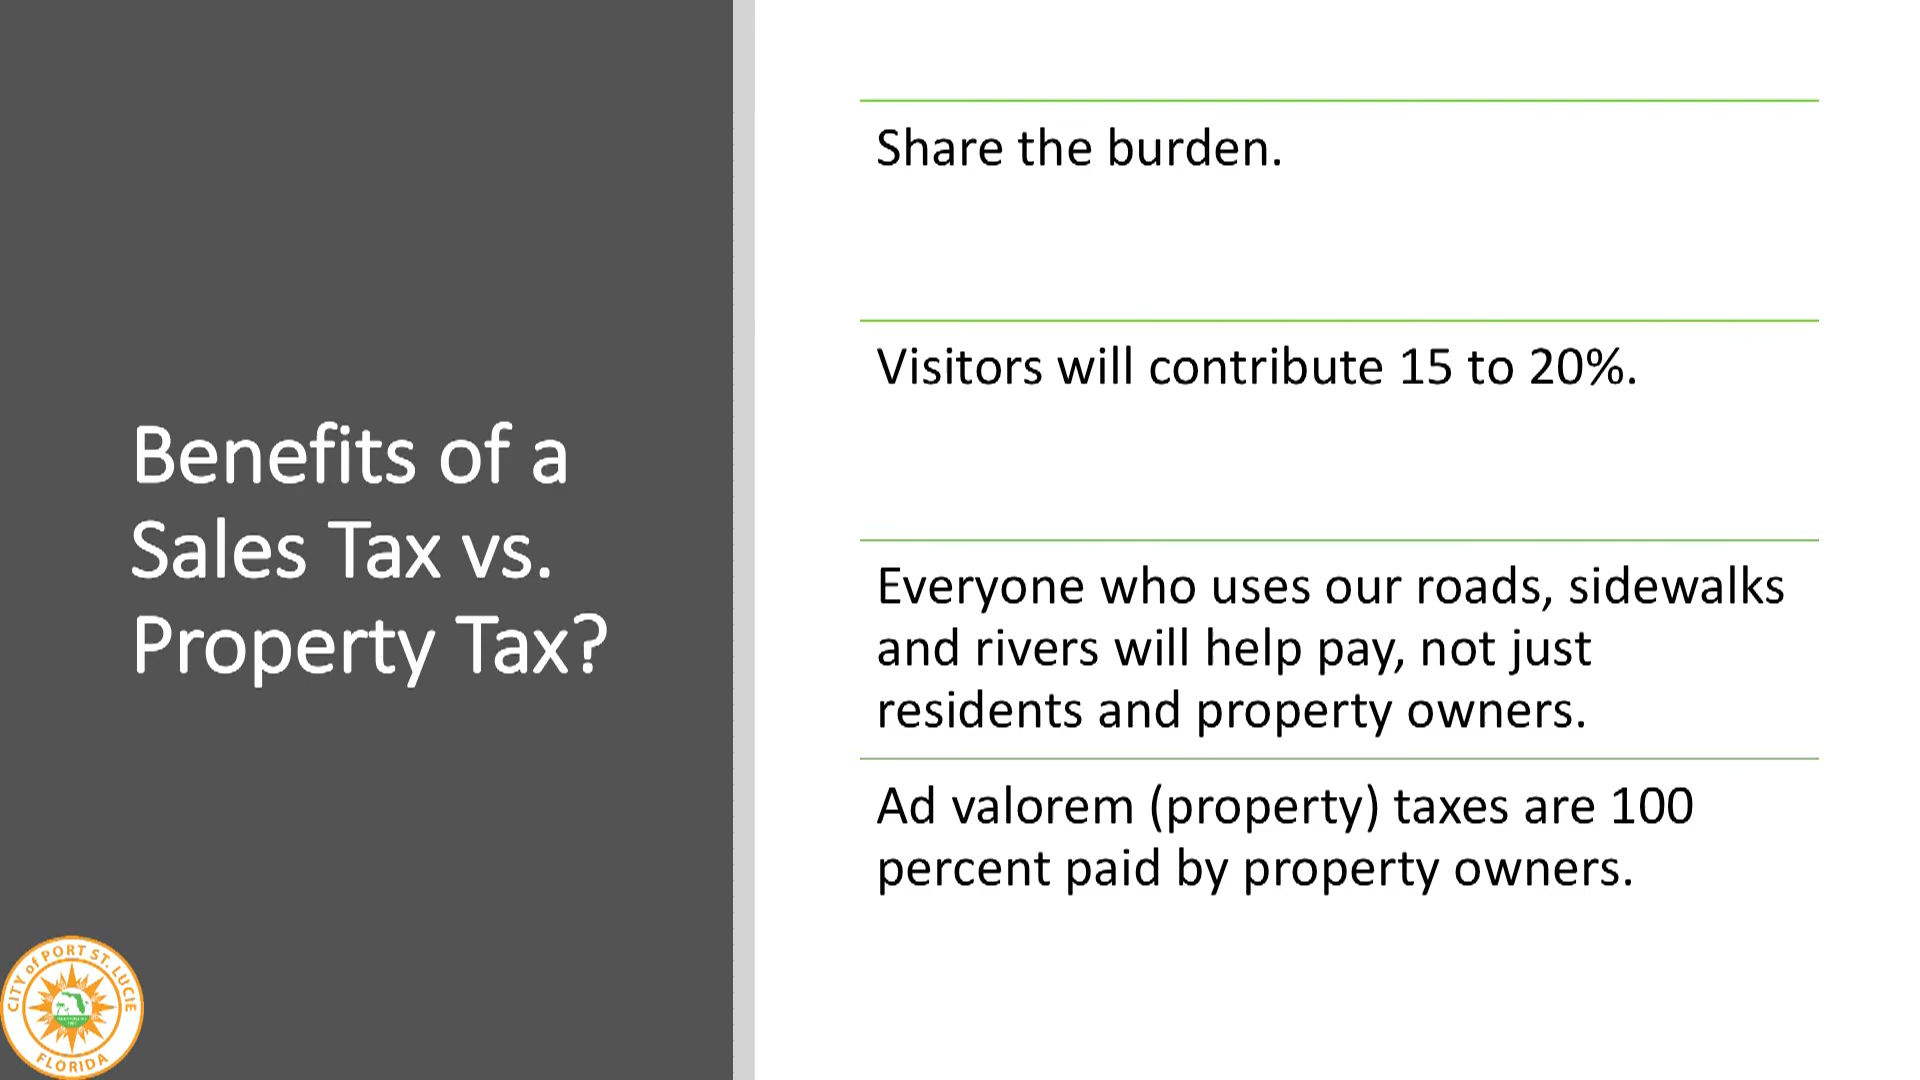 Benefits of a
Sales Tax vs.
Property Tax?
Share the burden.
Visitors will contribute 15 to 20%.
Everyone who uses our roads, sidewalks
and rivers will help pay, not just
residents and property owners.
Ad valorem (property) taxes are 100
percent paid by property owners.
CITY of PORT ST. LUCIE
FLORIDA